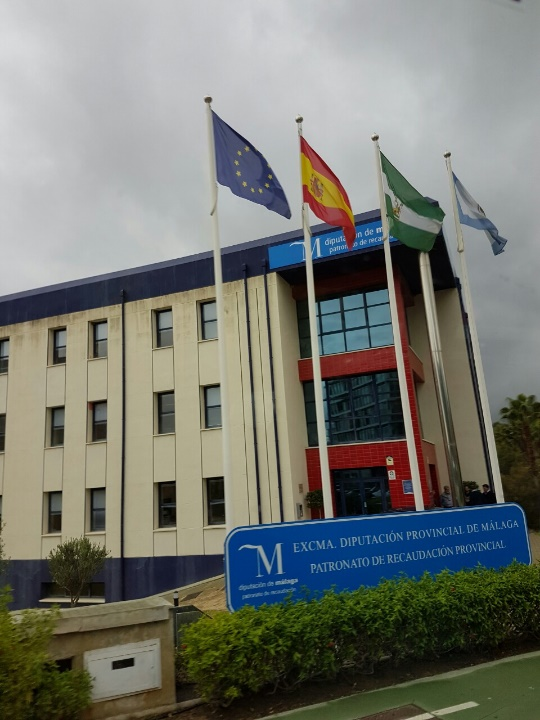 diputación de málaga
patronato de recaudación
M
EXCMA. DIPUTACIÓN PROVINCIAL DE MÁLAGA
PATRONATO DE RECAUDACIÓN PROVINCIAL
diputación de málaga
patronato de recaudación